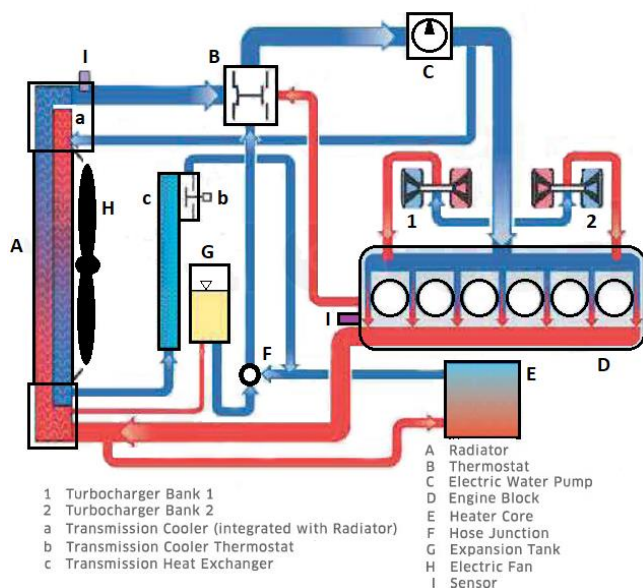 I
B
C
a
H
c
b
1
2
A
G
I
F
D
E
1 Turbocharger Bank 1
2 Turbocharger Bank 2
a Transmission Cooler (integrated with Radiator)
b Transmission Cooler Thermostat
c Transmission Heat Exchanger
A Radiator
B Thermostat
C Electric Water Pump
D Engine Block
E Heater Core
F Hose Junction
G Expansion Tank
H Electric Fan
I Sensor